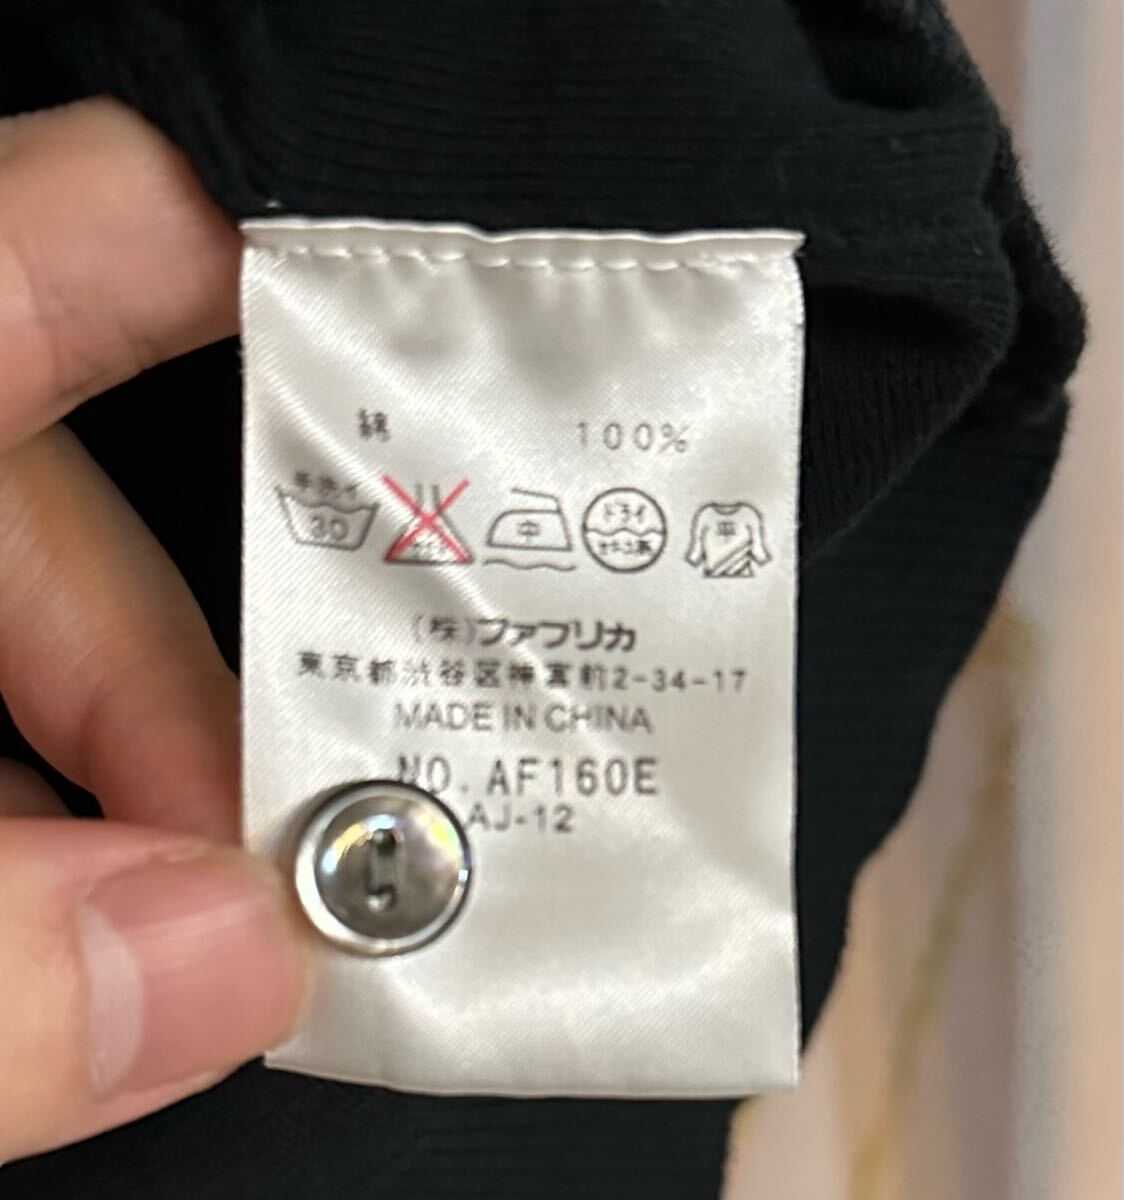 綿 100%
手洗イ
30
中
ドライ
セキユ系
平
(株)ファブリカ
東京都渋谷区神宮前2-34-17
MADE IN CHINA
NO. AF160E
AJ-12